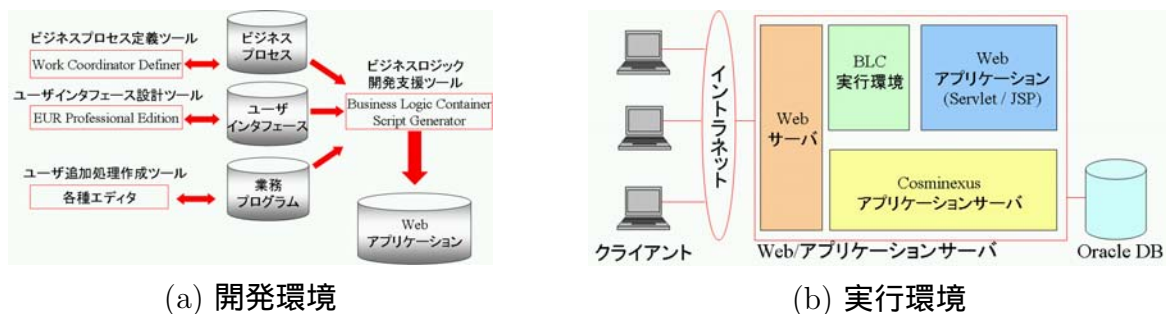 ビジネスプロセス定義ツール
Work Coordinator Definer
ビジネス
プロセス
ユーザインタフェース設計ツール
EUR Professional Edition
ユーザ
インタフェース
ビジネスロジック
開発支援ツール
Business Logic Container
Script Generator
ユーザ追加処理作成ツール
各種エディタ
業務
プログラム
Web
アプリケーション
(a) 開発環境
クライアント
イントラネット
Web
サーバ
BLC
実行環境
Web
アプリケーション
(Servlet / JSP)
Cosminexus
アプリケーションサーバ
Web/アプリケーションサーバ
Oracle DB
(b) 実行環境